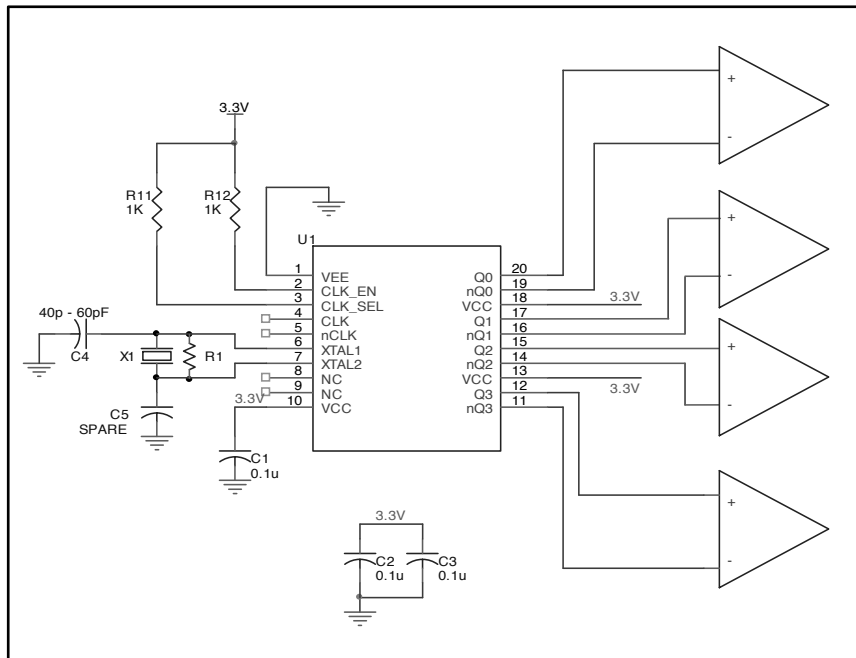 3.3V
R11
1K
R12
1K
U1
1
VEE
2
CLK_EN
3
CLK_SEL
4
CLK
5
nCLK
6
XTAL1
7
XTAL2
8
NC
9
NC
10
VCC
Q0
20
nQ0
19
VCC
18
3.3V
Q1
17
nQ1
16
Q2
15
nQ2
14
VCC
13
3.3V
Q3
12
nQ3
11
40p - 60pF
C4
X1
R1
C5
SPARE
3.3V
C1
0.1u
3.3V
C2
0.1u
C3
0.1u
+
-
+
-
+
-
+
-